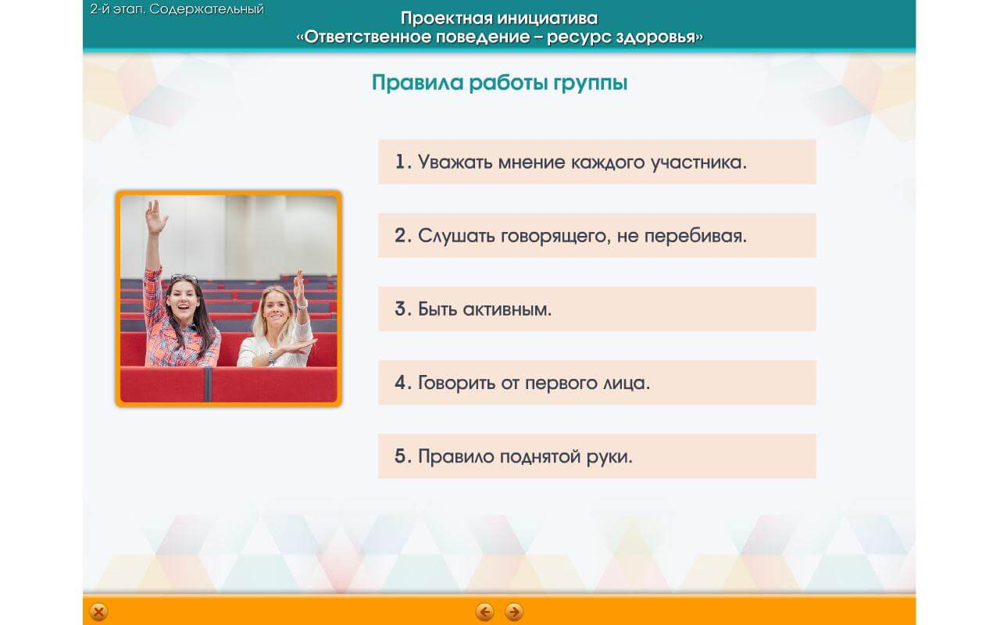 2-й этап. Содержательный
Проектная инициатива
«Ответственное поведение – ресурс здоровья»
Правила работы группы
1. Уважать мнение каждого участника.
2. Слушать говорящего, не перебивая.
3. Быть активным.
4. Говорить от первого лица.
5. Правило поднятой руки.